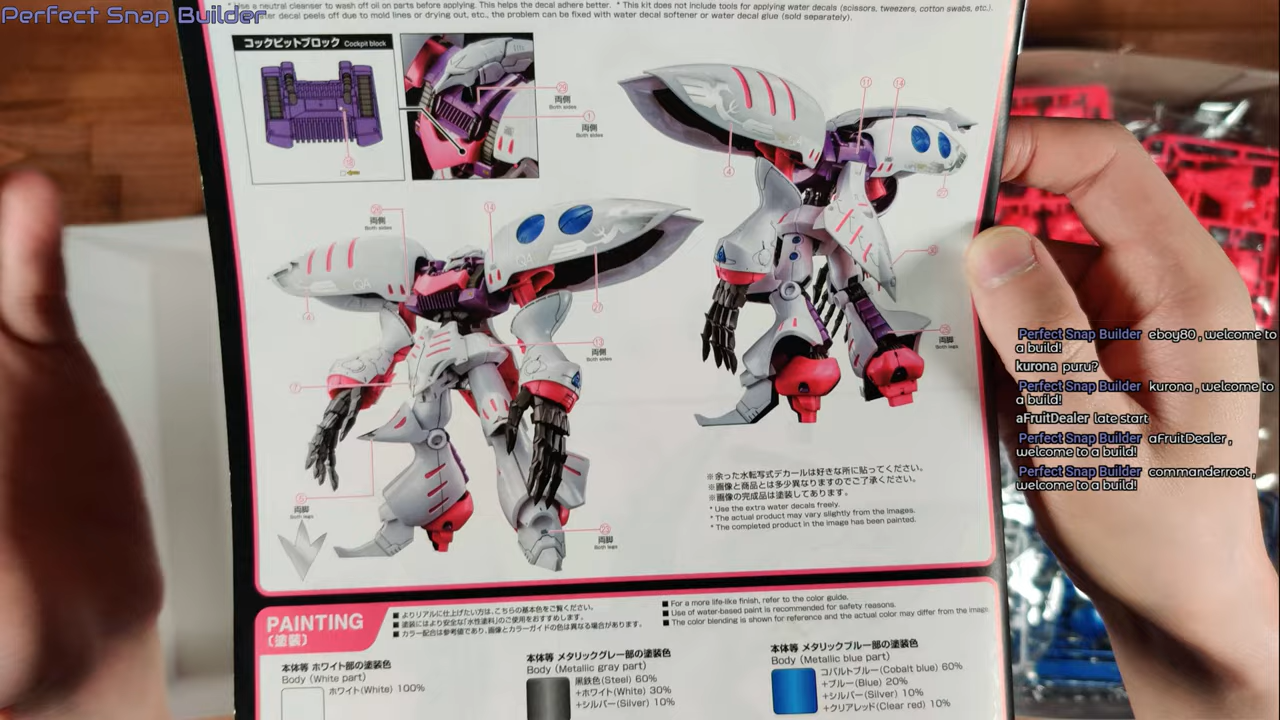 Perfect Snap Builder
Use a neutral cleanser to wash off oil on parts before applying. This helps the decal adhere better. * This kit does not include tools for applying water decals (scissors, tweezers, cotton swabs, etc.).
decal peels off due to mold lines or drying out, etc., the problem can be fixed with water decal softener or water decal glue (sold separately).
コックピットブロック Cockpit block
両側
Both sides
1
両側
Both sides
11
14
4
両側
Both sides
14
QA
QA
4
13
両側
Both sides
両脚
Both legs
7
両脚
Both legs
23
両脚
Both legs
※余った水転写式デカールは好きな所に貼ってください。
※画像と商品とは多少異なりますのでご了承ください。
※画像の完成品は塗装してあります。
* Use the extra water decals freely.
* The actual product may vary slightly from the images.
* The completed product in the image has been painted.
Perfect Snap Builder eboy80 , welcome to
a build!
kurona puru?
Perfect Snap Builder kurona , welcome to
a build!
aFruitDealer late start
Perfect Snap Builder aFruitDealer ,
welcome to a build!
Perfect Snap Builder commanderroot ,
welcome to a build!
PAINTING
〔塗装〕
■ よりリアルに仕上げたい方は、こちらの基本色をご覧ください。
■ 塗装にはより安全な「水性塗料」のご使用をおすすめします。
■ カラー配合は参考値であり、画像とカラーガイドの色は異なる場合があります。
■ For a more life-like finish, refer to the color guide.
■ Use of water-based paint is recommended for safety reasons.
■ The color blending is shown for reference and the actual color may differ from the image.
本体等 ホワイト部の塗装色
Body (White part)
ホワイト(White) 100%
本体等 メタリックグレー部の塗装色
Body (Metallic gray part)
黒鉄色(Steel) 60%
+ホワイト(White) 30%
+シルバー(Silver) 10%
本体等 メタリックブルー部の塗装色
Body (Metallic blue part)
コバルトブルー(Cobalt blue) 60%
+ブルー(Blue) 20%
+シルバー(Silver) 10%
+クリアレッド(Clear red) 10%